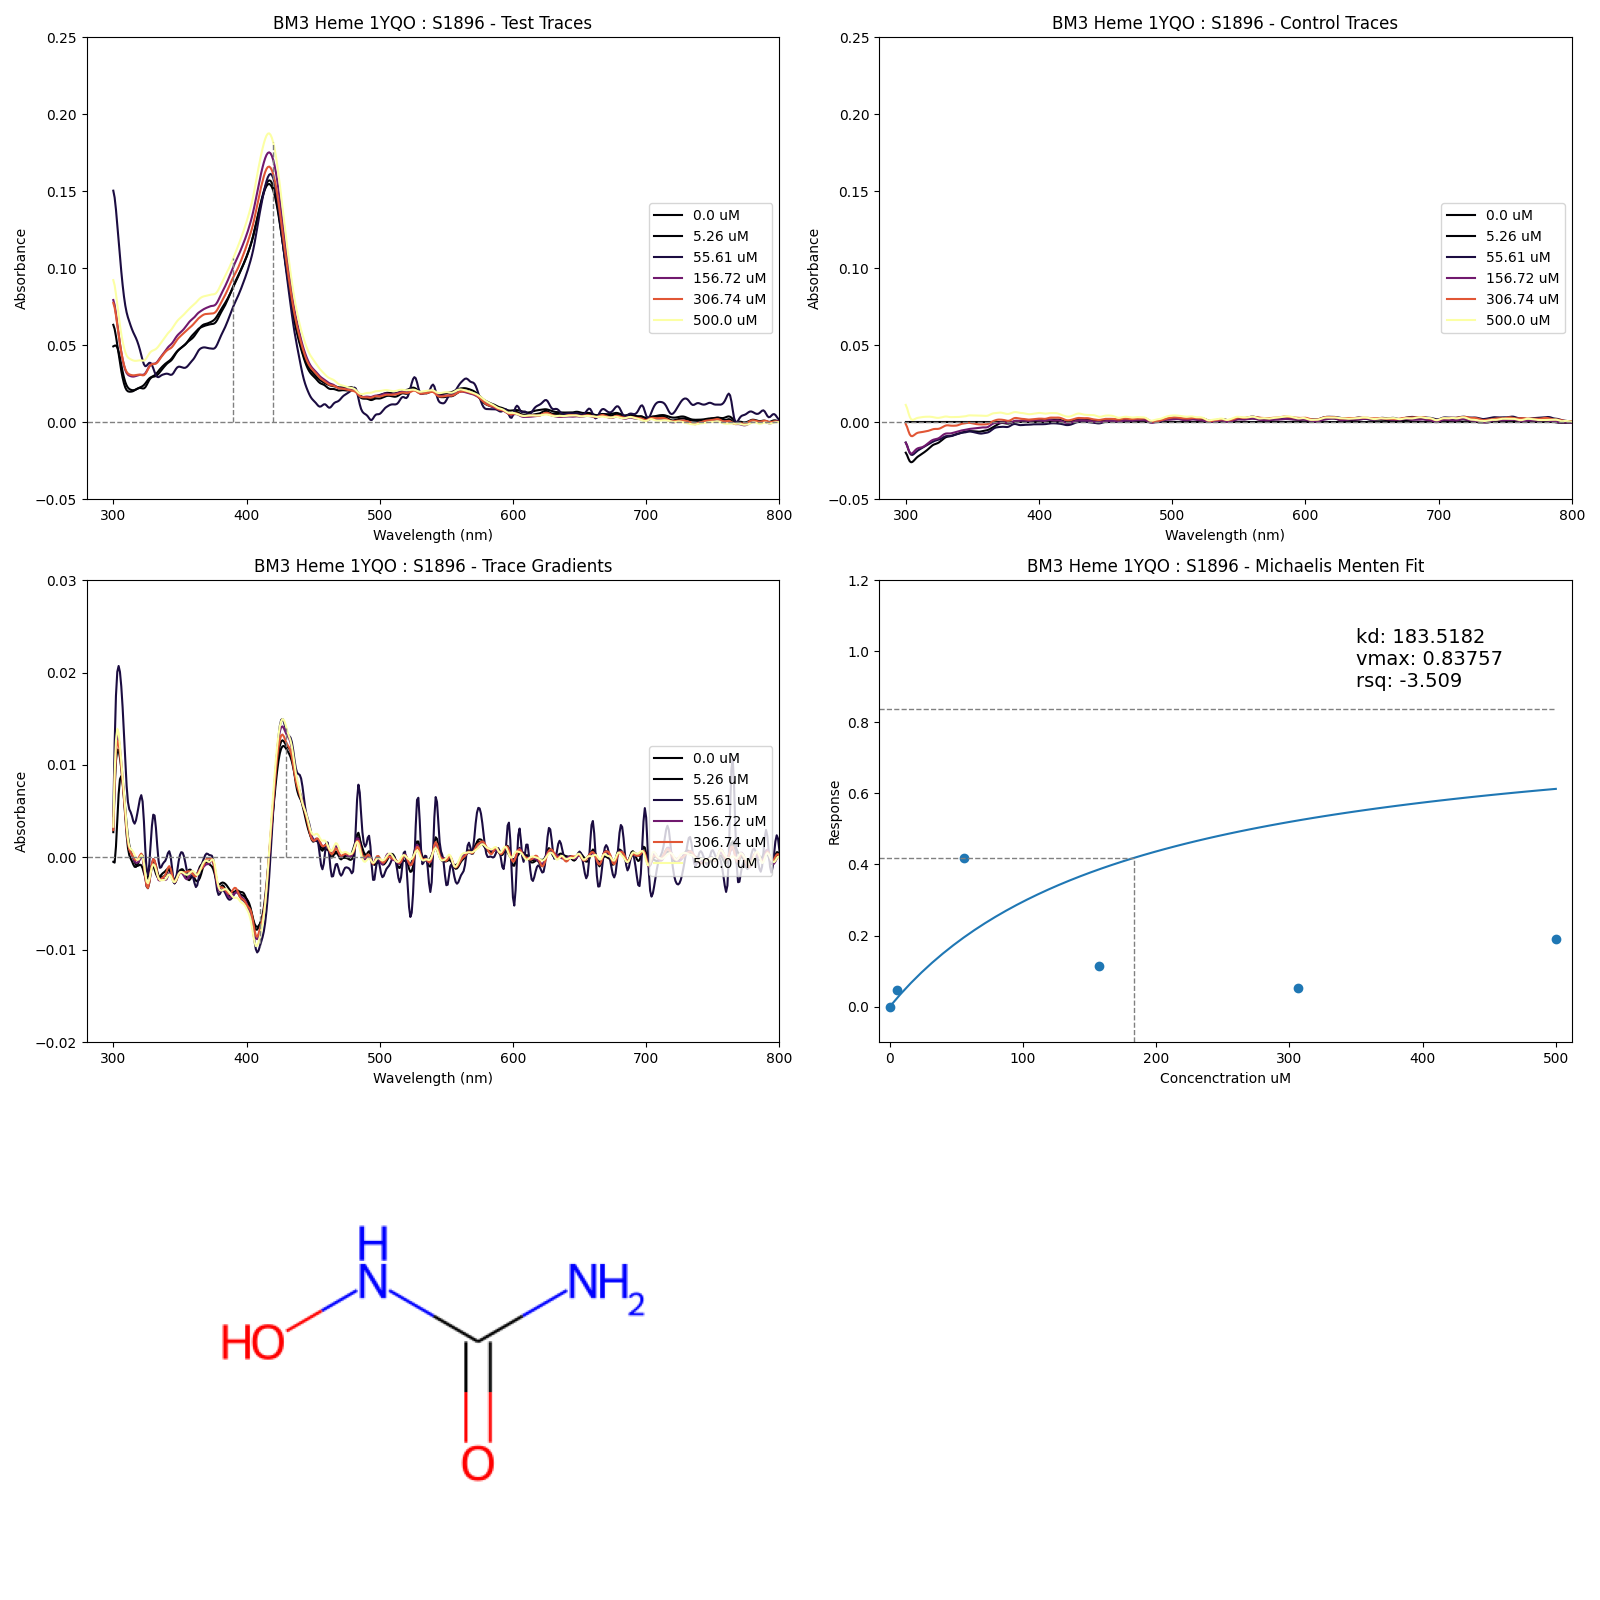 BM3 Heme 1YQO : S1896 - Test Traces
0.25
0.20
0.15
0.10
0.05
0.00
−0.05
Absorbance
300 400 500 600 700 800
Wavelength (nm)
0.0 uM
5.26 uM
55.61 uM
156.72 uM
306.74 uM
500.0 uM
BM3 Heme 1YQO : S1896 - Control Traces
0.25
0.20
0.15
0.10
0.05
0.00
−0.05
Absorbance
300 400 500 600 700 800
Wavelength (nm)
0.0 uM
5.26 uM
55.61 uM
156.72 uM
306.74 uM
500.0 uM
BM3 Heme 1YQO : S1896 - Trace Gradients
0.03
0.02
0.01
0.00
−0.01
−0.02
Absorbance
300 400 500 600 700 800
Wavelength (nm)
0.0 uM
5.26 uM
55.61 uM
156.72 uM
306.74 uM
500.0 uM
BM3 Heme 1YQO : S1896 - Michaelis Menten Fit
1.2
1.0
0.8
0.6
0.4
0.2
0.0
Response
0 100 200 300 400 500
Concenctration uM
kd: 183.5182
vmax: 0.83757
rsq: -3.509
H
N
NH2
HO
O